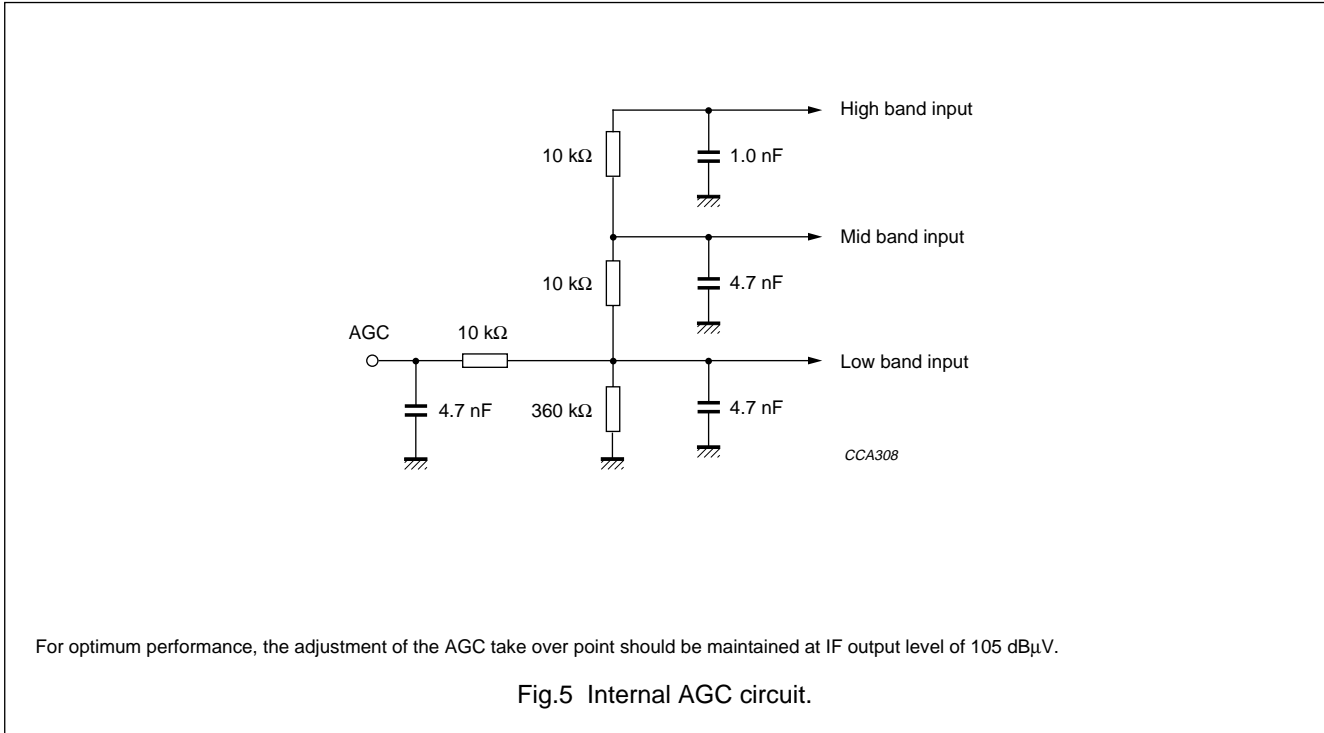 High band input
10 kΩ
1.0 nF
Mid band input
10 kΩ
4.7 nF
AGC
10 kΩ
Low band input
4.7 nF
360 kΩ
4.7 nF
CCA308
For optimum performance, the adjustment of the AGC take over point should be maintained at IF output level of 105 dBμV.
Fig.5 Internal AGC circuit.